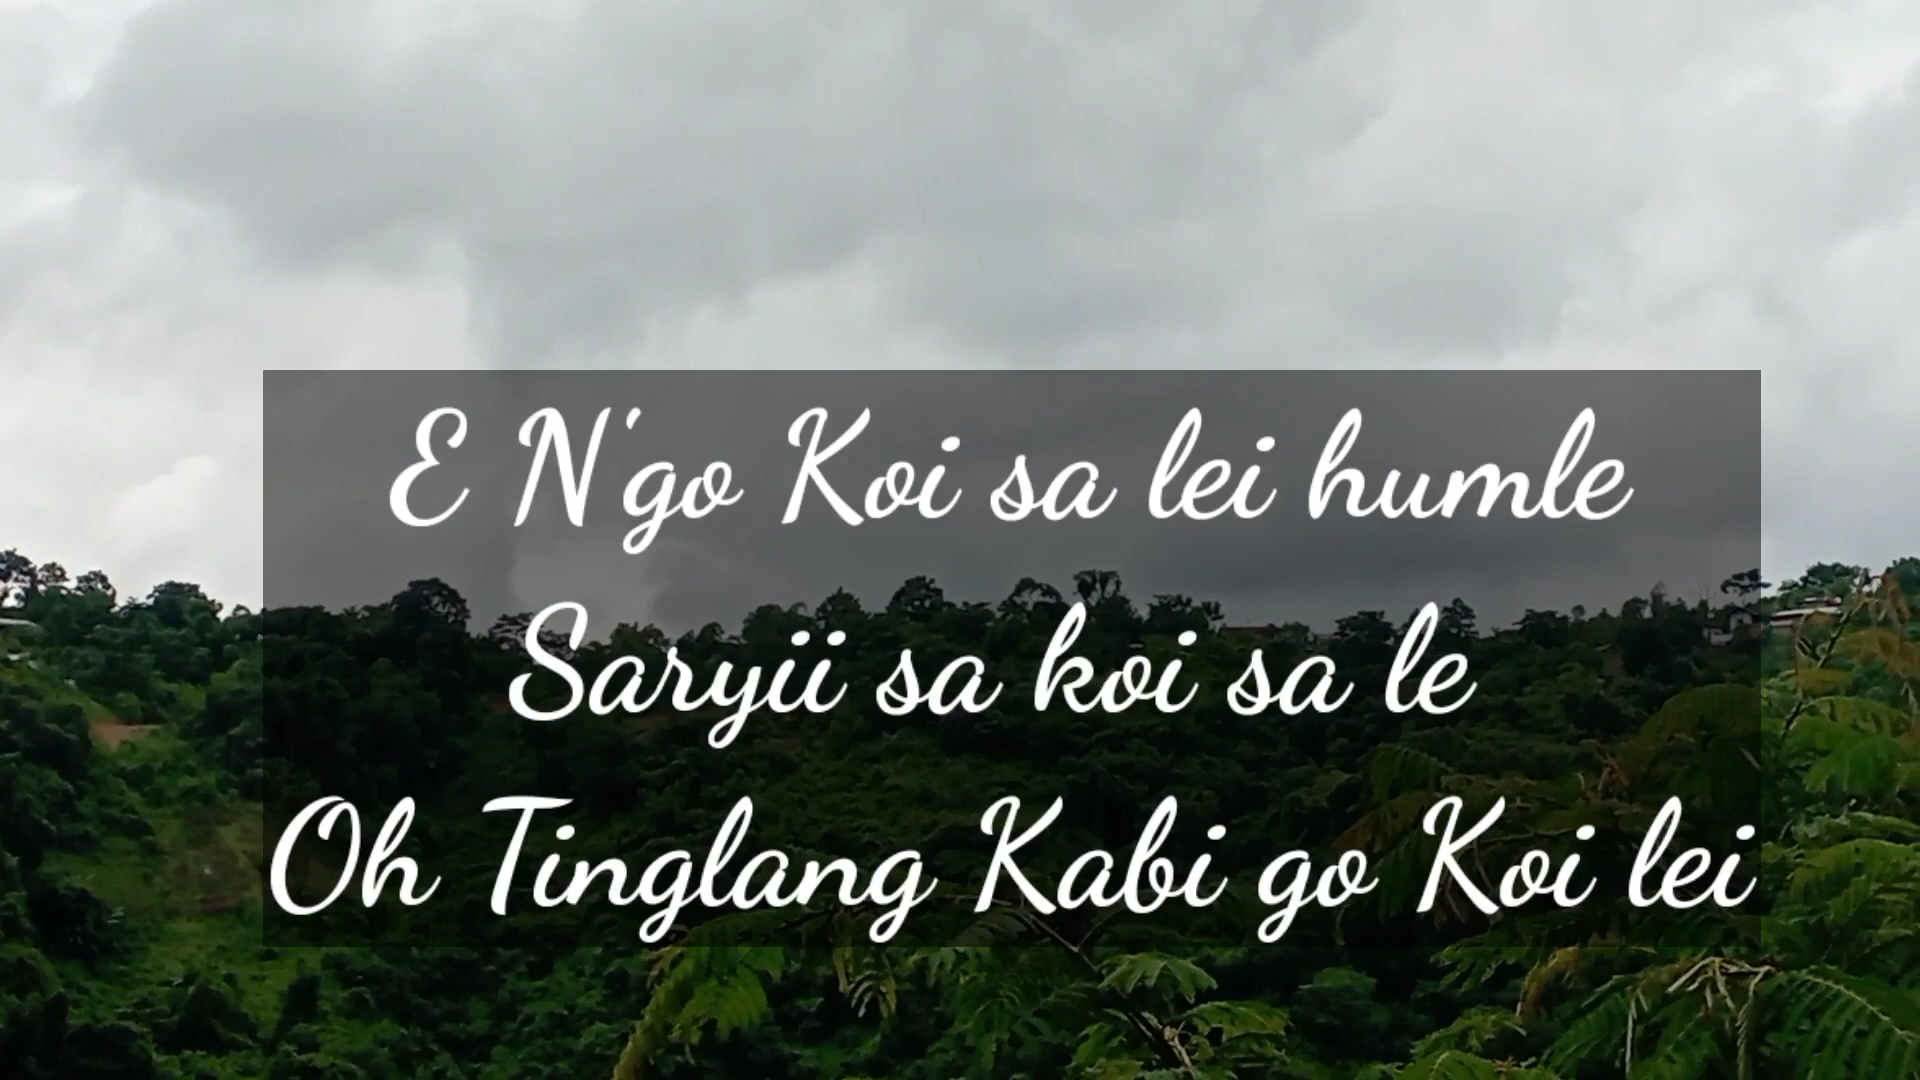 E N'go Koi sa lei humle
Saryii sa koi sa le
Oh Tinglang Kabi go Koi lei